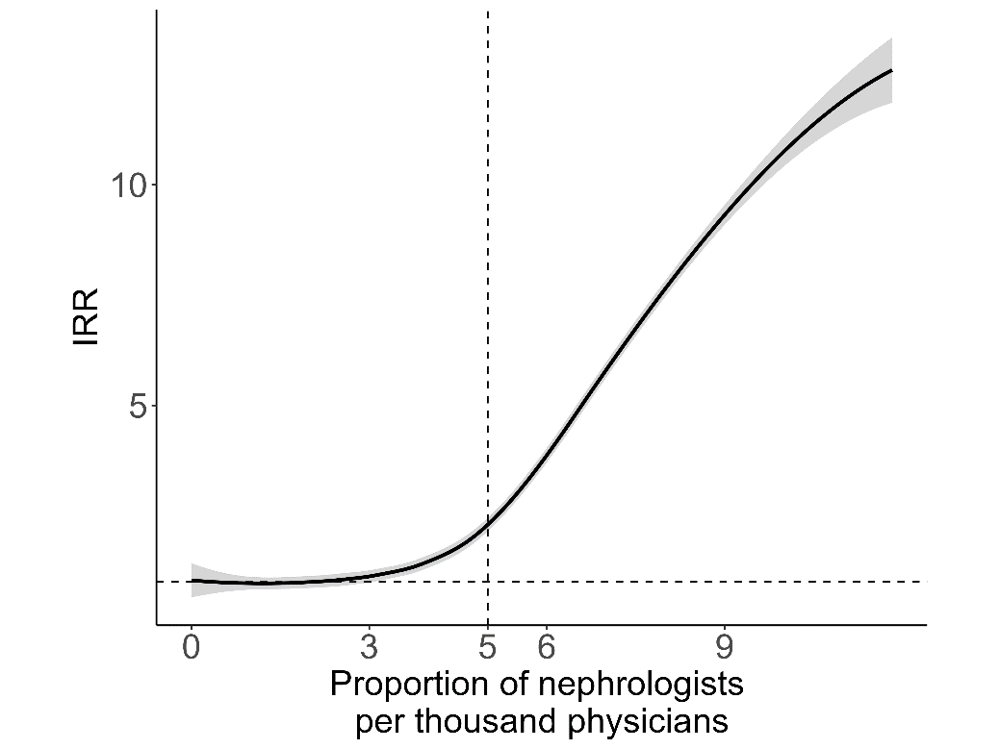 10
IRR
5
0 3 5 6 9
Proportion of nephrologists
per thousand physicians